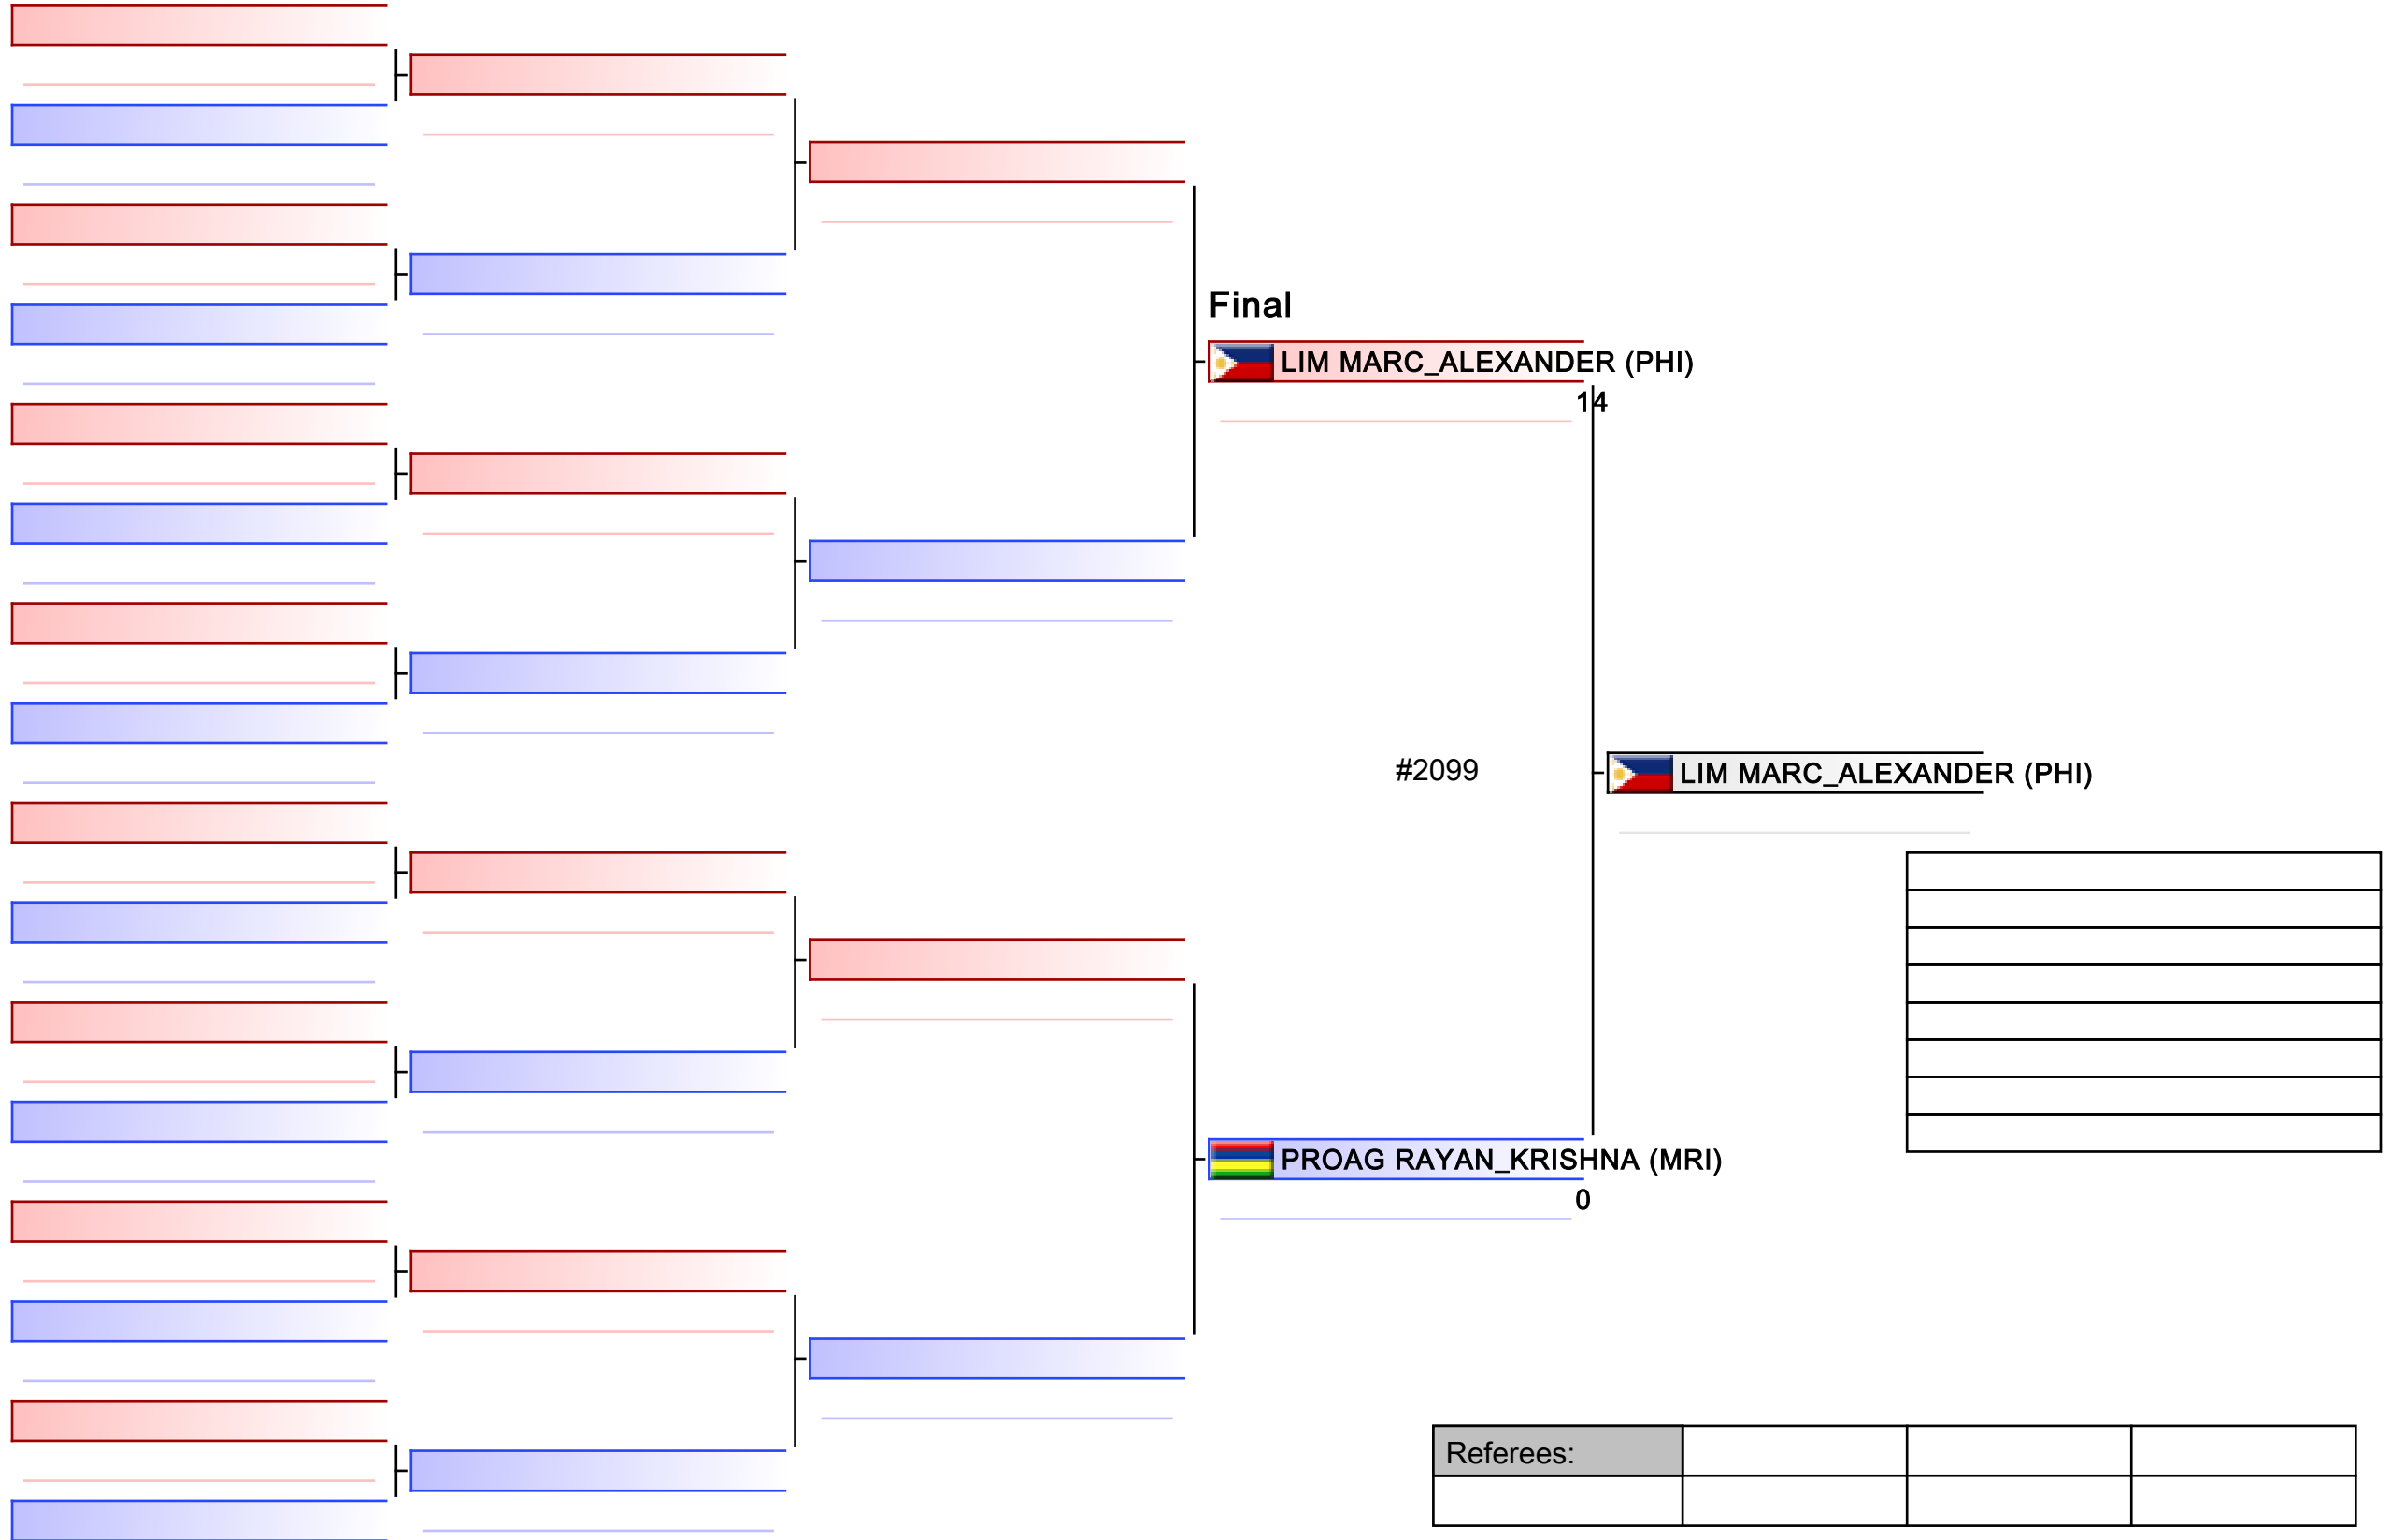 Final
LIM MARC_ALEXANDER (PHI)
14
#2099
LIM MARC_ALEXANDER (PHI)
PROAG RAYAN_KRISHNA (MRI)
0
Referees: